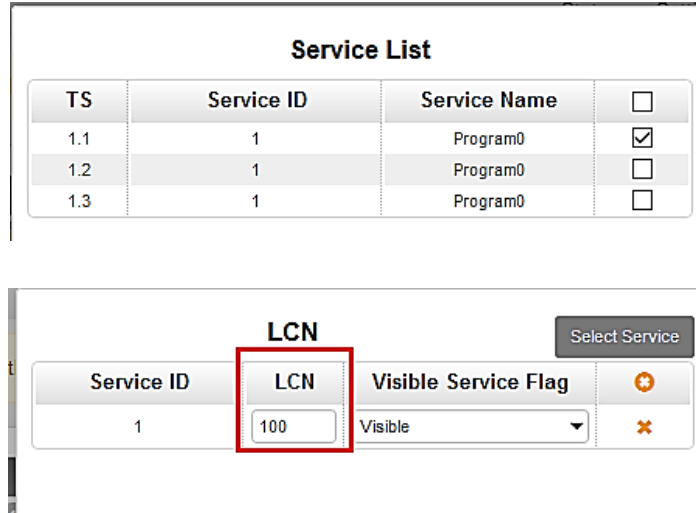 Service List
TS Service ID Service Name
1.1 1 Program0
1.2 1 Program0
1.3 1 Program0
LCN
Select Service
Service ID LCN Visible Service Flag
1 100 Visible